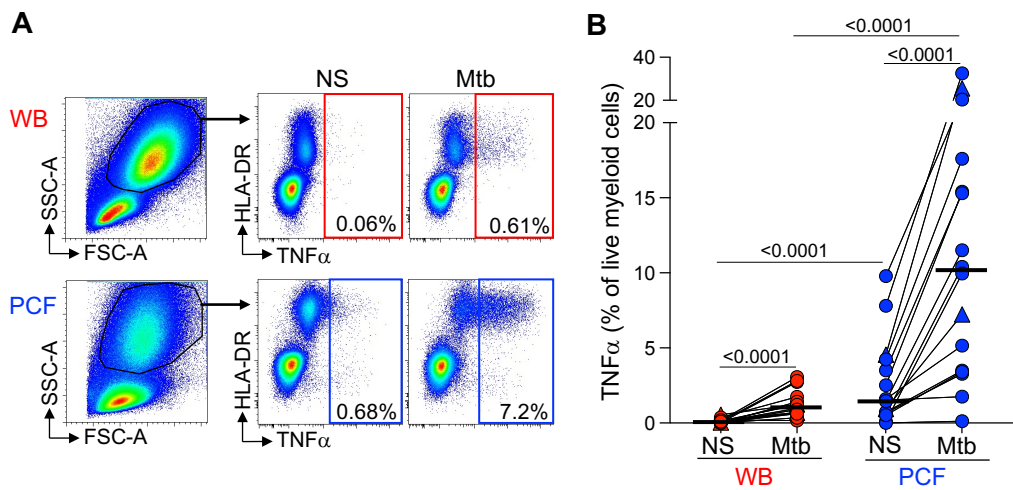 A
NS
Mtb
WB
SSC-A
FSC-A
HLA-DR
TNFα
0.06%
0.61%
PCF
SSC-A
FSC-A
HLA-DR
TNFα
0.68%
7.2%
B
<0.0001
<0.0001
<0.0001
<0.0001
TNFα (% of live myeloid cells)
40
20
20
15
10
5
0
NS Mtb NS Mtb
WB PCF